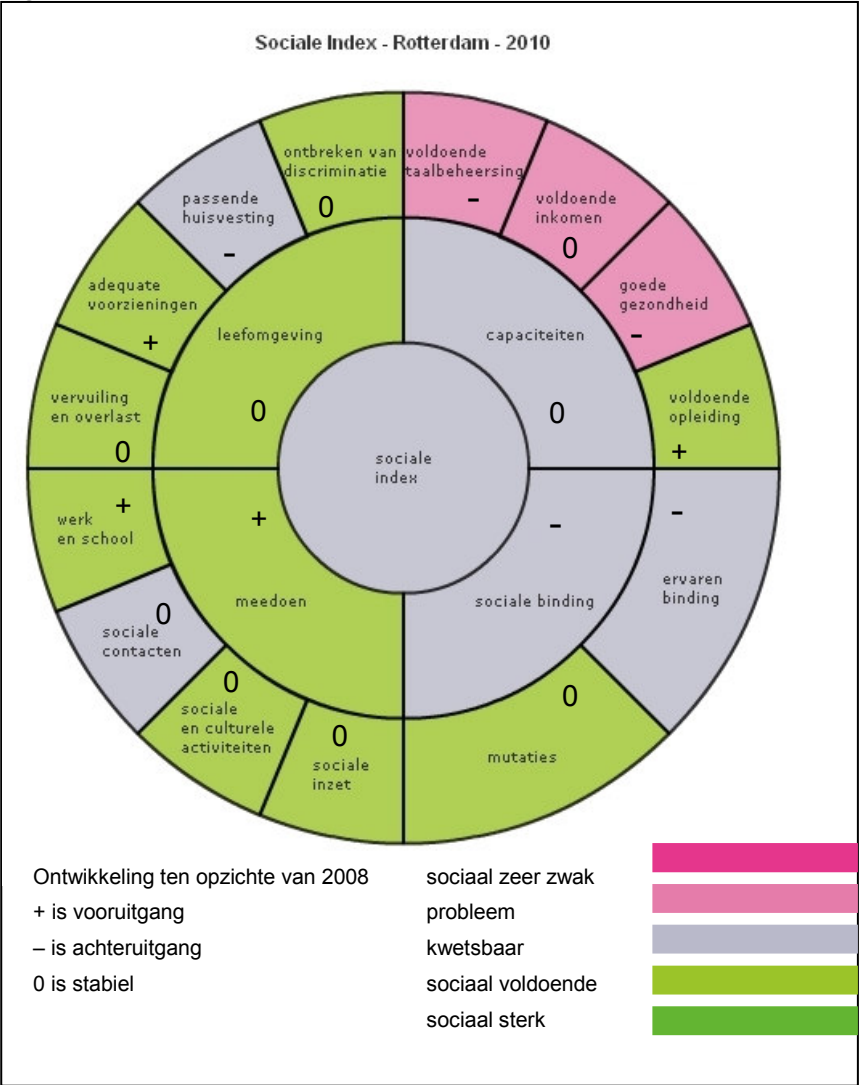 Sociale Index - Rotterdam - 2010
ontbreken van
discriminatie
0
voldoende
taalbeheersing
-
voldoende
inkomen
0
goede
gezondheid
-
voldoende
opleiding
+
passende
huisvesting
-
adequate
voorzieningen
+
vervuiling
en overlast
0
leefomgeving
0
capaciteiten
0
sociale
index
werk
en school
+
meedoen
+
sociale binding
-
ervaren
binding
-
sociale
contacten
0
sociale
en culturele
activiteiten
0
sociale
inzet
0
mutaties
0
Ontwikkeling ten opzichte van 2008
+ is vooruitgang
– is achteruitgang
0 is stabiel
sociaal zeer zwak
probleem
kwetsbaar
sociaal voldoende
sociaal sterk